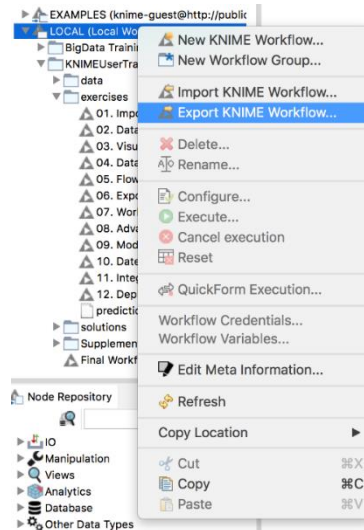 EXAMPLES (knime-guest@http://public
LOCAL (Local Wo
BigData Traini
KNIMEUserTra
data
exercises
01. Impo
02. Data
03. Visu
04. Data
05. Flow
06. Expo
07. Wor
08. Adva
09. Mod
10. Date
11. Integ
12. Dep
predictio
solutions
Supplemen
Final Workf
Node Repository
IO
Manipulation
Views
Analytics
Database
Other Data Types
New KNIME Workflow...
New Workflow Group...
Import KNIME Workflow...
Export KNIME Workflow...
Delete...
Rename...
Configure...
Execute...
Cancel execution
Reset
QuickForm Execution...
Workflow Credentials...
Workflow Variables...
Edit Meta Information...
Refresh
Copy Location
Cut ⌘X
Copy ⌘C
Paste ⌘V